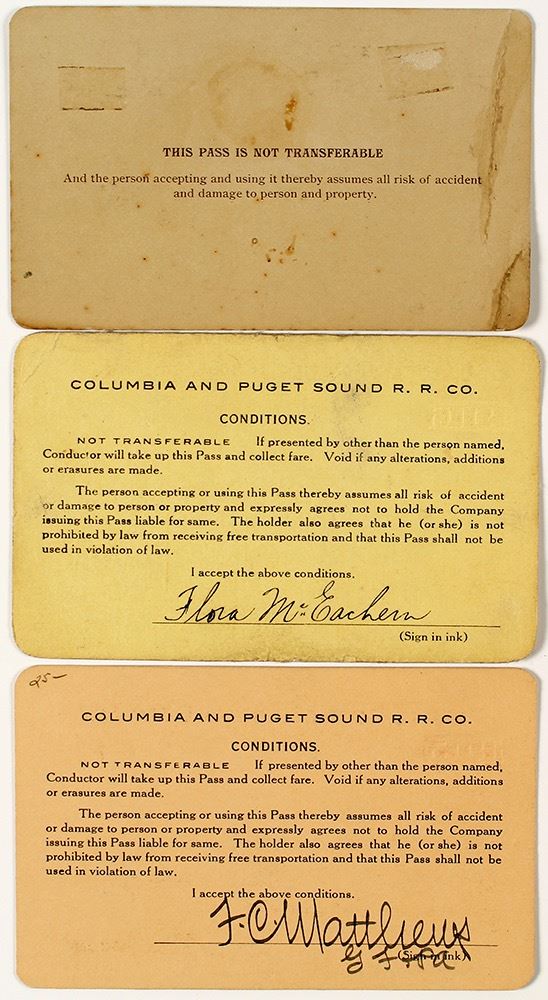 THIS PASS IS NOT TRANSFERABLE
And the person accepting and using it thereby assumes all risk of accident
and damage to person and property.
COLUMBIA AND PUGET SOUND R. R. CO.
CONDITIONS.
NOT TRANSFERABLE If presented by other than the person named,
Conductor will take up this Pass and collect fare. Void if any alterations, additions
or erasures are made.
The person accepting or using this Pass thereby assumes all risk of accident
or damage to person or property and expressly agrees not to hold the Company
issuing this Pass liable for same. The holder also agrees that he (or she) is not
prohibited by law from receiving free transportation and that this Pass shall not be
used in violation of law.
I accept the above conditions.
Flora McEachern
(Sign in ink)
25-
COLUMBIA AND PUGET SOUND R. R. CO.
CONDITIONS.
NOT TRANSFERABLE If presented by other than the person named,
Conductor will take up this Pass and collect fare. Void if any alterations, additions
or erasures are made.
The person accepting or using this Pass thereby assumes all risk of accident
or damage to person or property and expressly agrees not to hold the Company
issuing this Pass liable for same. The holder also agrees that he (or she) is not
prohibited by law from receiving free transportation and that this Pass shall not be
used in violation of law.
I accept the above conditions.
F.C. Matthews
(Sign in ink)